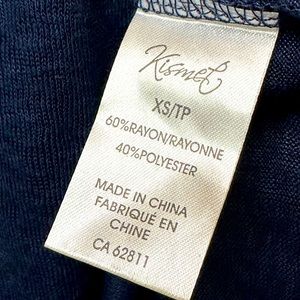 Kismet
XS/TP
60%RAYON/RAYONNE
40%POLYESTER
MADE IN CHINA
FABRIQUÉ EN
CHINE
CA 62811